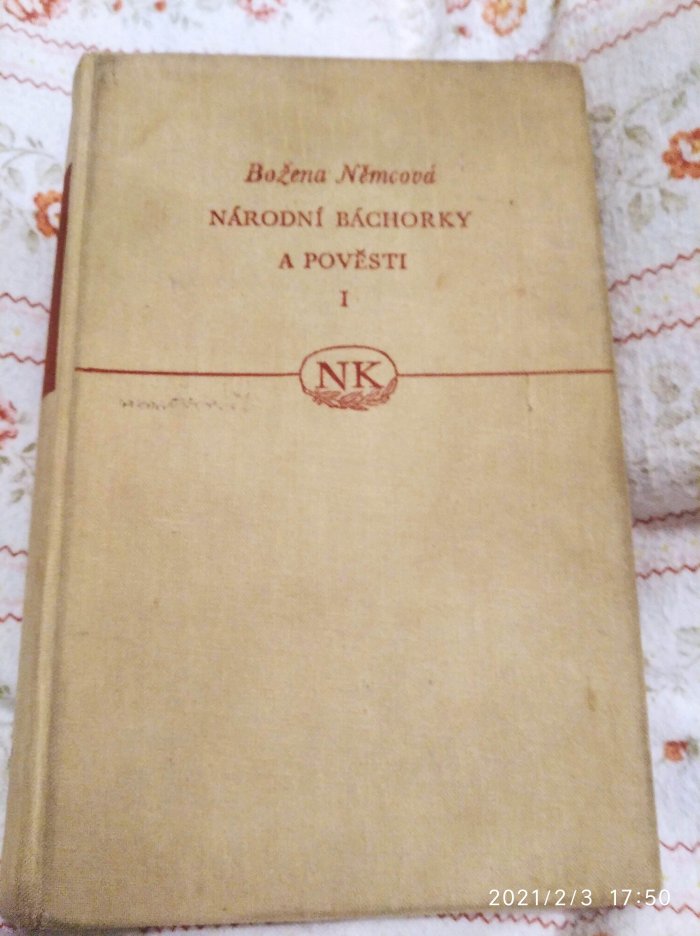 Božena Němcová
NÁRODNÍ BÁCHORKY
A POVĚSTI
I
NK
2021/2/3 17:50